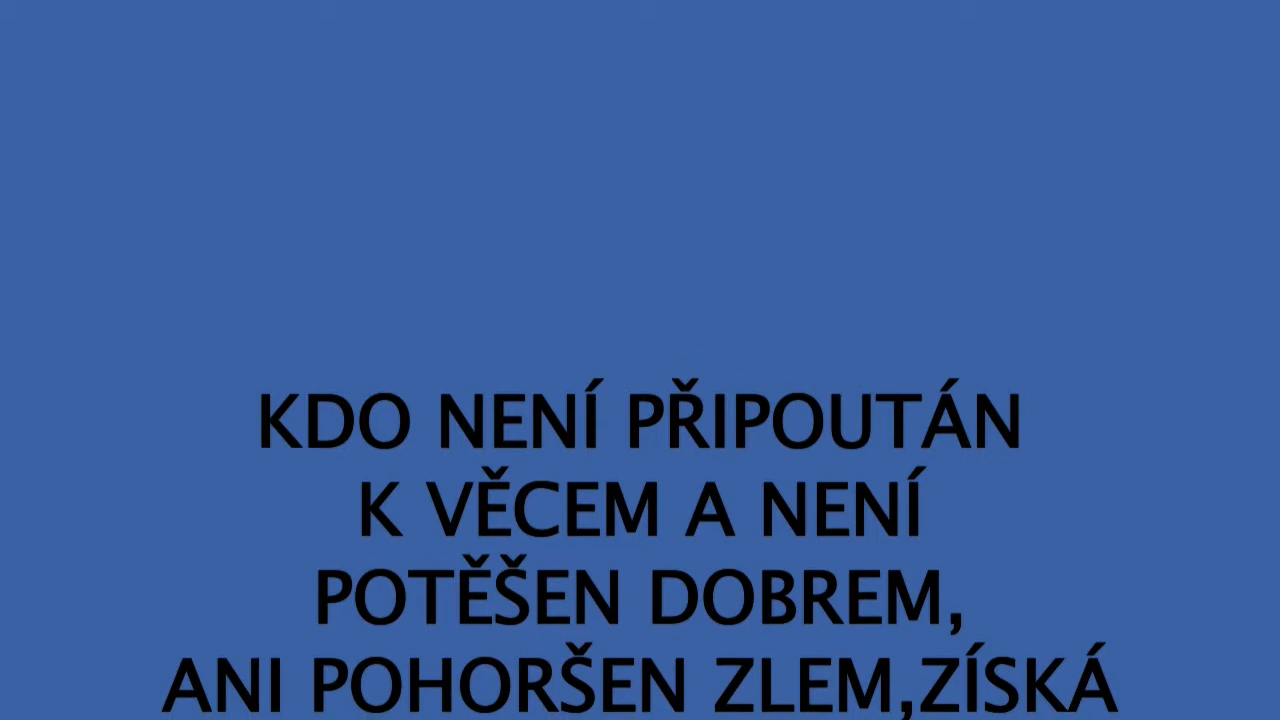 KDO NENÍ PŘIPOUTÁN
K VĚCEM A NENÍ
POTĚŠEN DOBREM,
ANI POHORŠEN ZLEM,ZÍSKÁ